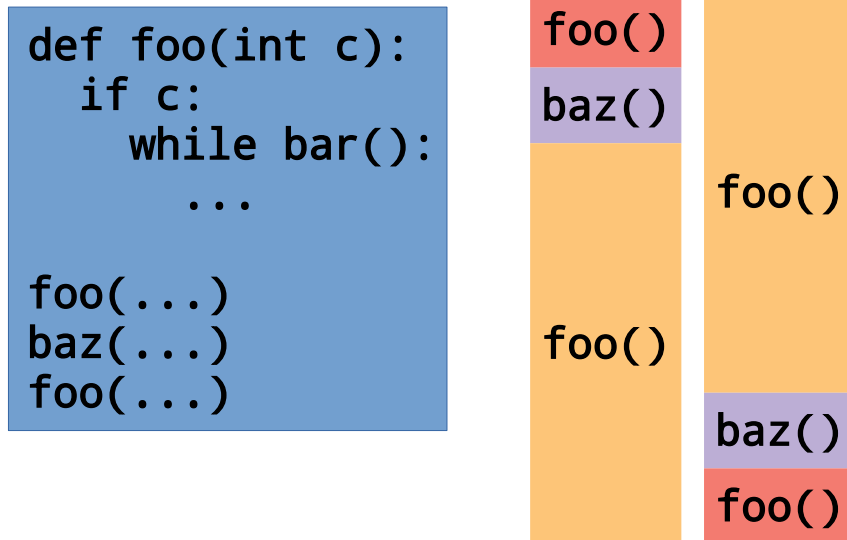 def foo(int c):
if c:
while bar():
...
foo(...)
baz(...)
foo(...)
foo()
baz()
foo()
foo()
baz()
foo()